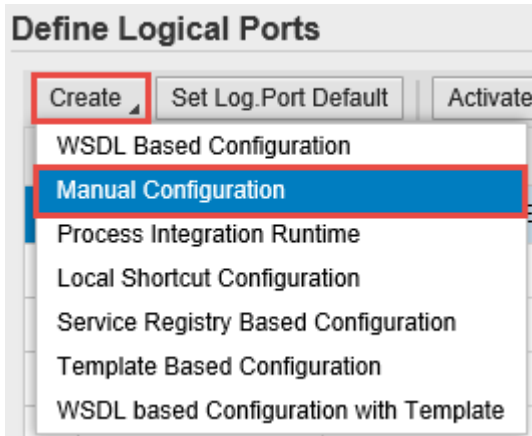 Define Logical Ports
Create Set Log.Port Default Activate
WSDL Based Configuration
Manual Configuration
Process Integration Runtime
Local Shortcut Configuration
Service Registry Based Configuration
Template Based Configuration
WSDL based Configuration with Template